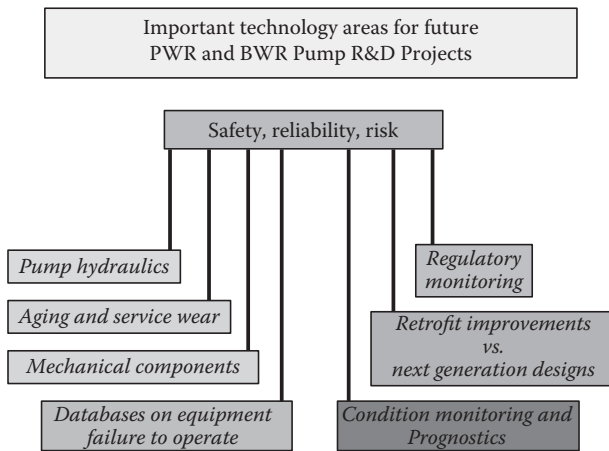 Important technology areas for future
PWR and BWR Pump R&D Projects
Safety, reliability, risk
Pump hydraulics
Aging and service wear
Mechanical components
Databases on equipment
failure to operate
Regulatory
monitoring
Retrofit improvements
vs.
next generation designs
Condition monitoring and
Prognostics